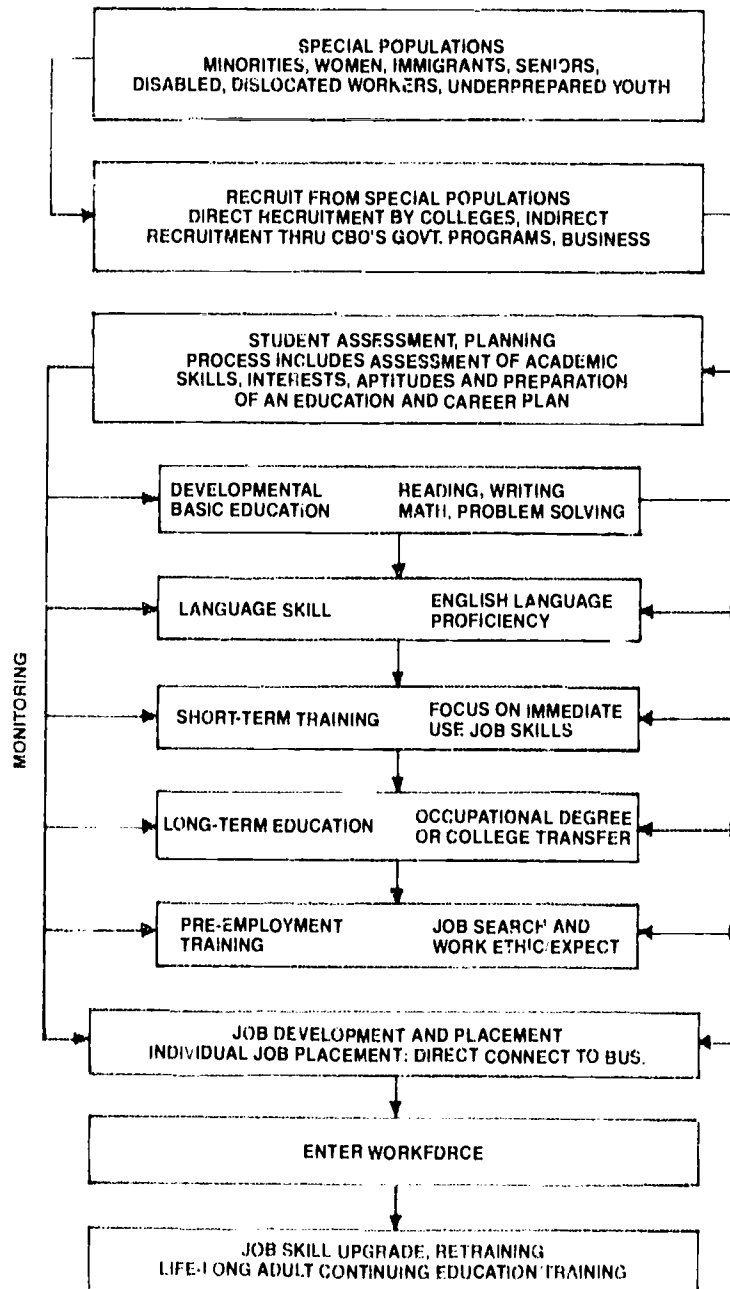 SPECIAL POPULATIONS
MINORITIES, WOMEN, IMMIGRANTS, SENIORS,
DISABLED, DISLOCATED WORKERS, UNDERPREPARED YOUTH
RECRUIT FROM SPECIAL POPULATIONS
DIRECT RECRUITMENT BY COLLEGES, INDIRECT
RECRUITMENT THRU CBO'S GOVT. PROGRAMS, BUSINESS
STUDENT ASSESSMENT, PLANNING
PROCESS INCLUDES ASSESSMENT OF ACADEMIC
SKILLS, INTERESTS, APTITUDES AND PREPARATION
OF AN EDUCATION AND CAREER PLAN
MONITORING
DEVELOPMENTAL
BASIC EDUCATION
READING, WRITING
MATH, PROBLEM SOLVING
LANGUAGE SKILL
ENGLISH LANGUAGE
PROFICIENCY
SHORT-TERM TRAINING
FOCUS ON IMMEDIATE
USE JOB SKILLS
LONG-TERM EDUCATION
OCCUPATIONAL DEGREE
OR COLLEGE TRANSFER
PRE-EMPLOYMENT
TRAINING
JOB SEARCH AND
WORK ETHIC/EXPECT
JOB DEVELOPMENT AND PLACEMENT
INDIVIDUAL JOB PLACEMENT: DIRECT CONNECT TO BUS.
ENTER WORKFORCE
JOB SKILL UPGRADE, RETRAINING
LIFE-LONG ADULT CONTINUING EDUCATION TRAINING